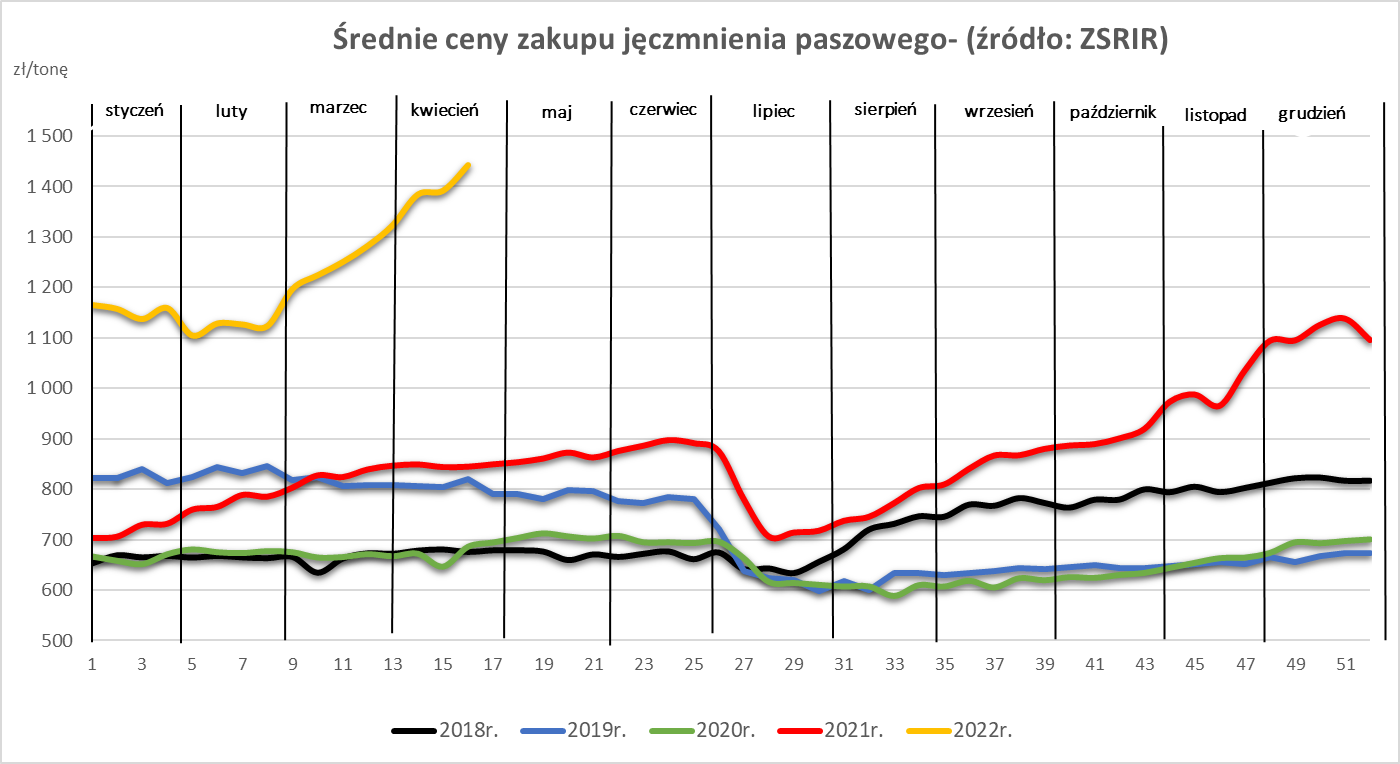 Średnie ceny zakupu jęczmnienia paszowego- (źródło: ZSRIR)
zł/tonę
styczeń luty marzec kwiecień maj czerwiec lipiec sierpień wrzesień październik listopad grudzień
1 500
1 400
1 300
1 200
1 100
1 000
900
800
700
600
500
1 3 5 7 9 11 13 15 17 19 21 23 25 27 29 31 33 35 37 39 41 43 45 47 49 51
2018r. 2019r. 2020r. 2021r. 2022r.